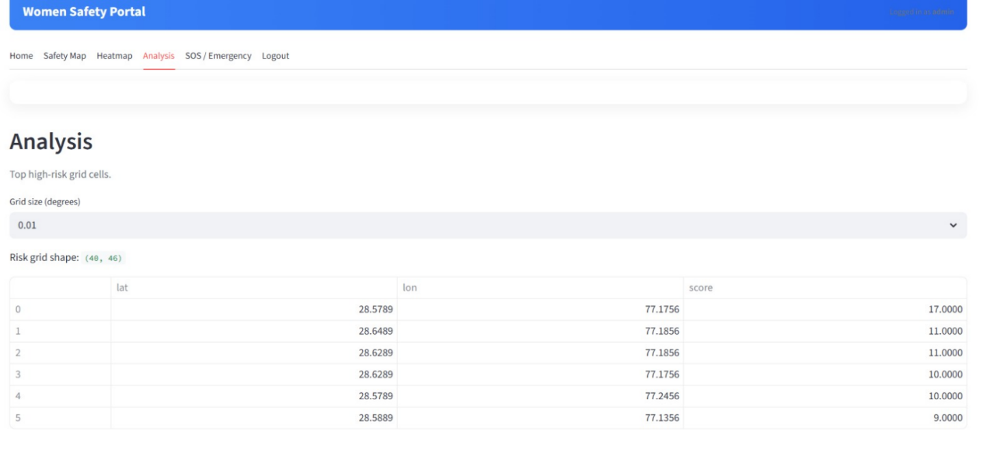 Women Safety Portal Logged in as admin
Home Safety Map Heatmap Analysis SOS / Emergency Logout
Analysis
Top high-risk grid cells.
Grid size (degrees)
0.01
Risk grid shape: (40, 46)
lat lon score
0 28.5789 77.1756 17.0000
1 28.6489 77.1856 11.0000
2 28.6289 77.1856 11.0000
3 28.6289 77.1756 10.0000
4 28.5789 77.2456 10.0000
5 28.5889 77.1356 9.0000